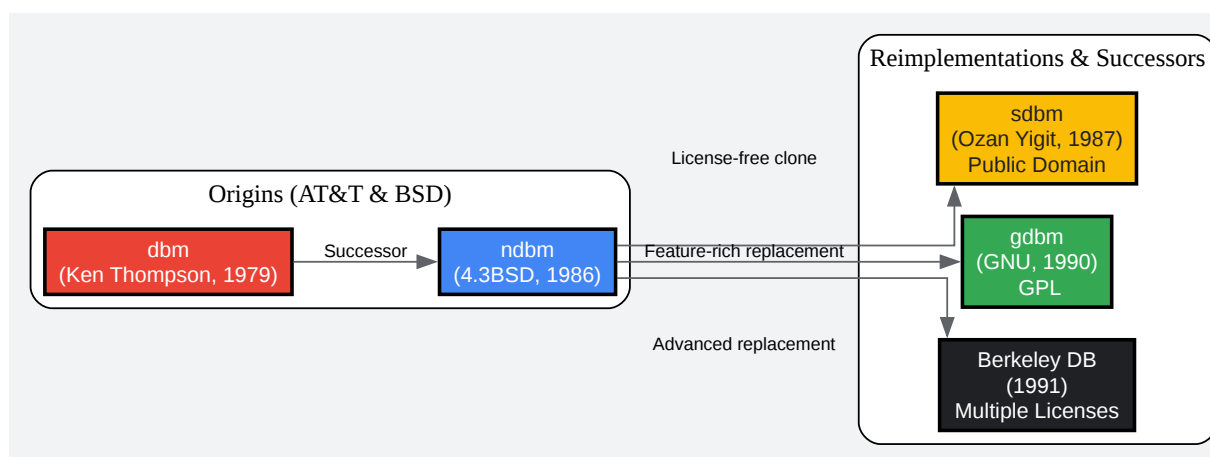 Origins (AT&T & BSD)
dbm
(Ken Thompson, 1979)
Successor
ndbm
(4.3BSD, 1986)
License-free clone
Feature-rich replacement
Advanced replacement
Reimplementations & Successors
sdbm
(Ozan Yigit, 1987)
Public Domain
gdbm
(GNU, 1990)
GPL
Berkeley DB
(1991)
Multiple Licenses